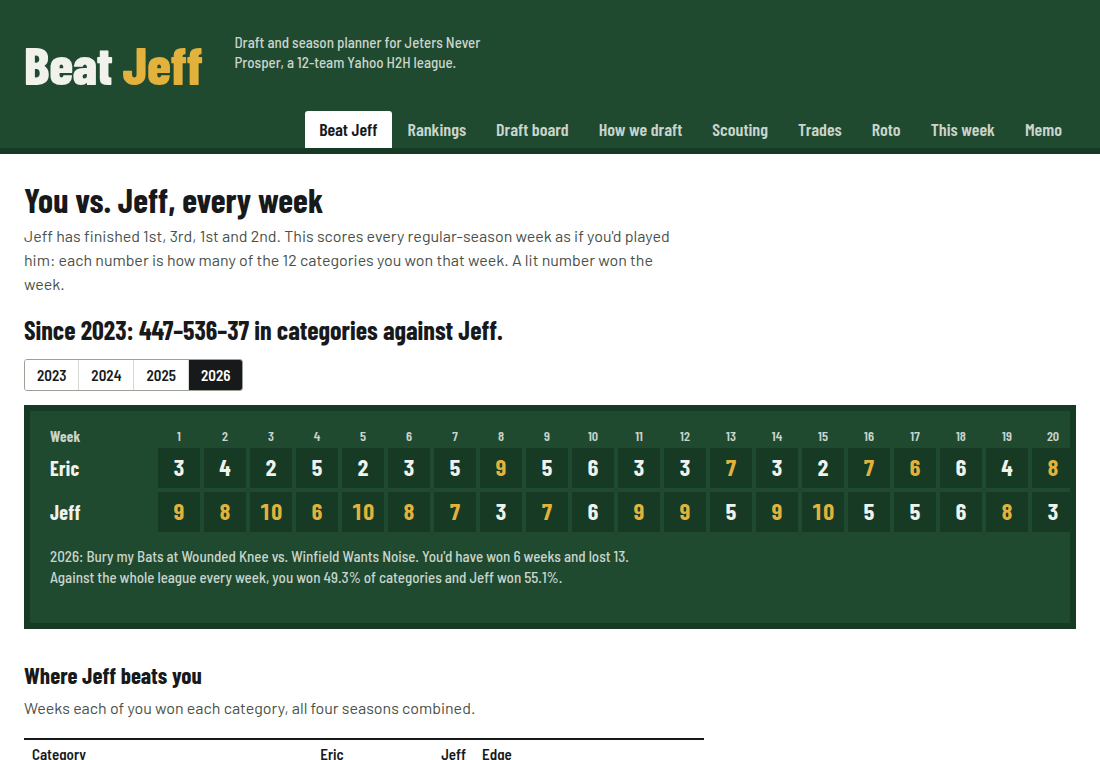 Beat Jeff
Draft and season planner for Jeters Never
Prosper, a 12-team Yahoo H2H league.
Beat Jeff Rankings Draft board How we draft Scouting Trades Roto This week Memo
You vs. Jeff, every week
Jeff has finished 1st, 3rd, 1st and 2nd. This scores every regular-season week as if you'd played
him: each number is how many of the 12 categories you won that week. A lit number won the
week.
Since 2023: 447–536–37 in categories against Jeff.
2023 2024 2025 2026
Week 1 2 3 4 5 6 7 8 9 10 11 12 13 14 15 16 17 18 19 20
Eric 3 4 2 5 2 3 5 9 5 6 3 3 7 3 2 7 6 6 4 8
Jeff 9 8 10 6 10 8 7 3 7 6 9 9 5 9 10 5 5 6 8 3
2026: Bury my Bats at Wounded Knee vs. Winfield Wants Noise. You'd have won 6 weeks and lost 13.
Against the whole league every week, you won 49.3% of categories and Jeff won 55.1%.
Where Jeff beats you
Weeks each of you won each category, all four seasons combined.
Category Eric Jeff Edge